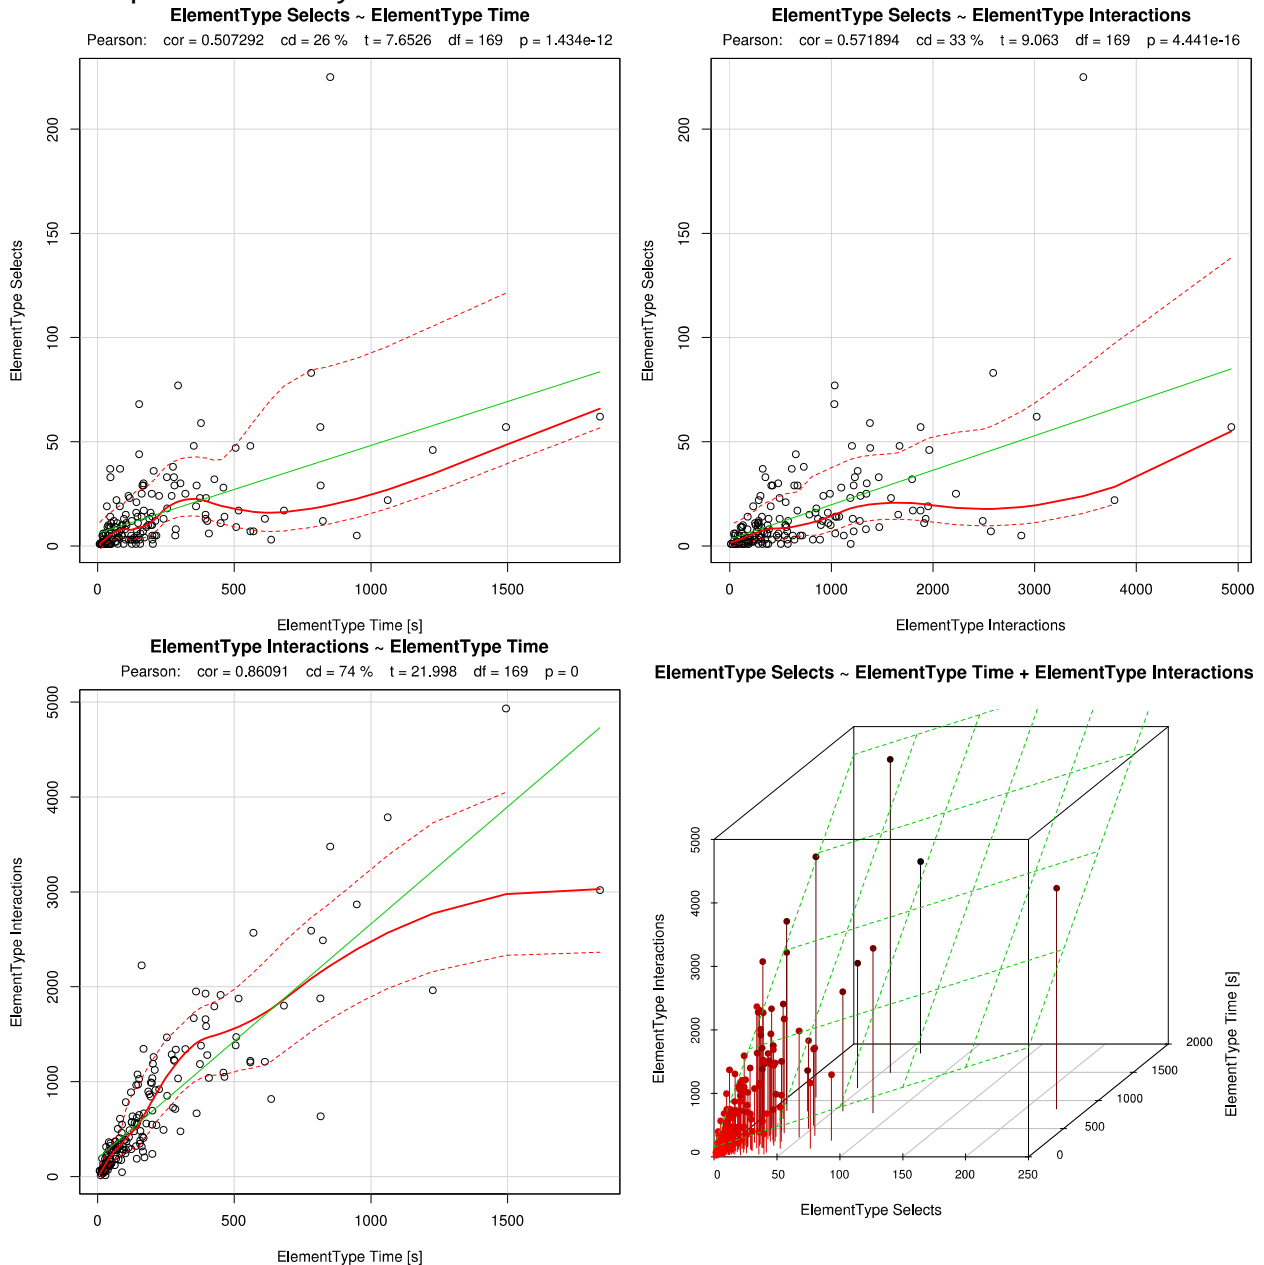 ElementType Selects ~ ElementType Time
Pearson: cor = 0.507292 cd = 26 % t = 7.6526 df = 169 p = 1.434e-12
ElementType Selects
200
150
100
50
0
0 500 1000 1500
ElementType Time [s]
ElementType Selects ~ ElementType Interactions
Pearson: cor = 0.571894 cd = 33 % t = 9.063 df = 169 p = 4.441e-16
ElementType Selects
200
150
100
50
0
0 1000 2000 3000 4000 5000
ElementType Interactions
ElementType Interactions ~ ElementType Time
Pearson: cor = 0.86091 cd = 74 % t = 21.998 df = 169 p = 0
ElementType Interactions
5000
4000
3000
2000
1000
0
0 500 1000 1500
ElementType Time [s]
ElementType Selects ~ ElementType Time + ElementType Interactions
ElementType Interactions
5000
4000
3000
2000
1000
0
0 50 100 150 200 250
ElementType Selects
0
500
1000
1500
2000
ElementType Time [s]